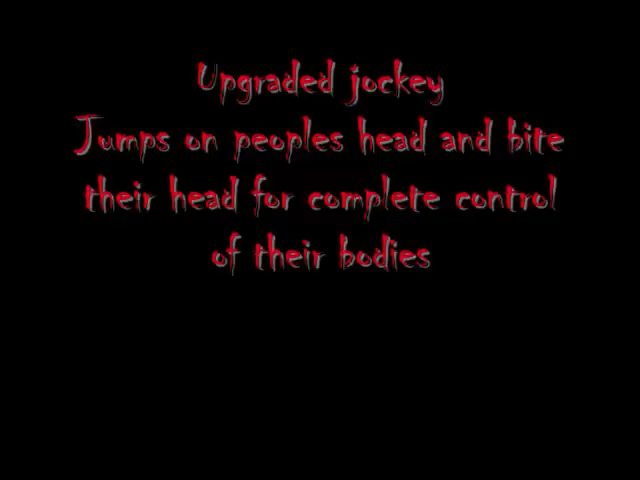 Upgraded jockey
Jumps on peoples head and bite
their head for complete control
of their bodies